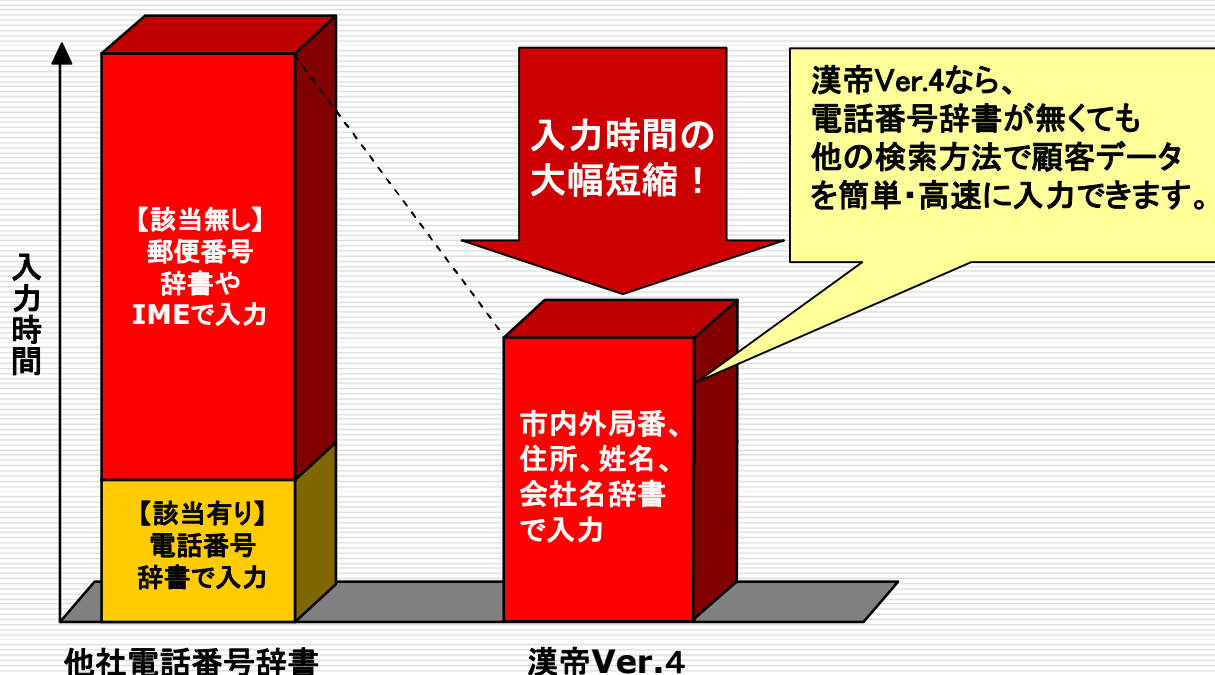 入力時間
【該当無し】
郵便番号
辞書や
IMEで入力
【該当有り】
電話番号
辞書で入力
他社電話番号辞書
入力時間の
大幅短縮！
市内外局番、
住所、姓名、
会社名辞書
で入力
漢帝Ver.4
漢帝Ver.4なら、
電話番号辞書が無くても
他の検索方法で顧客データ
を簡単・高速に入力できます。